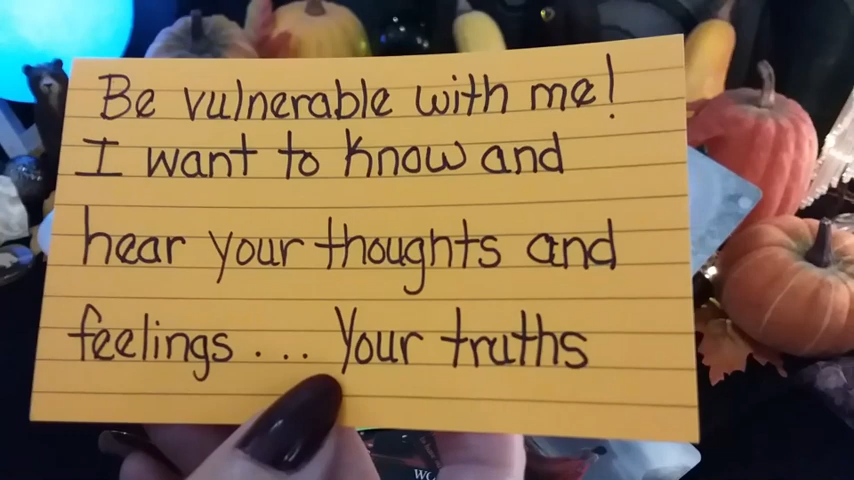 Be vulnerable with me!
I want to know and
hear your thoughts and
feelings... Your truths